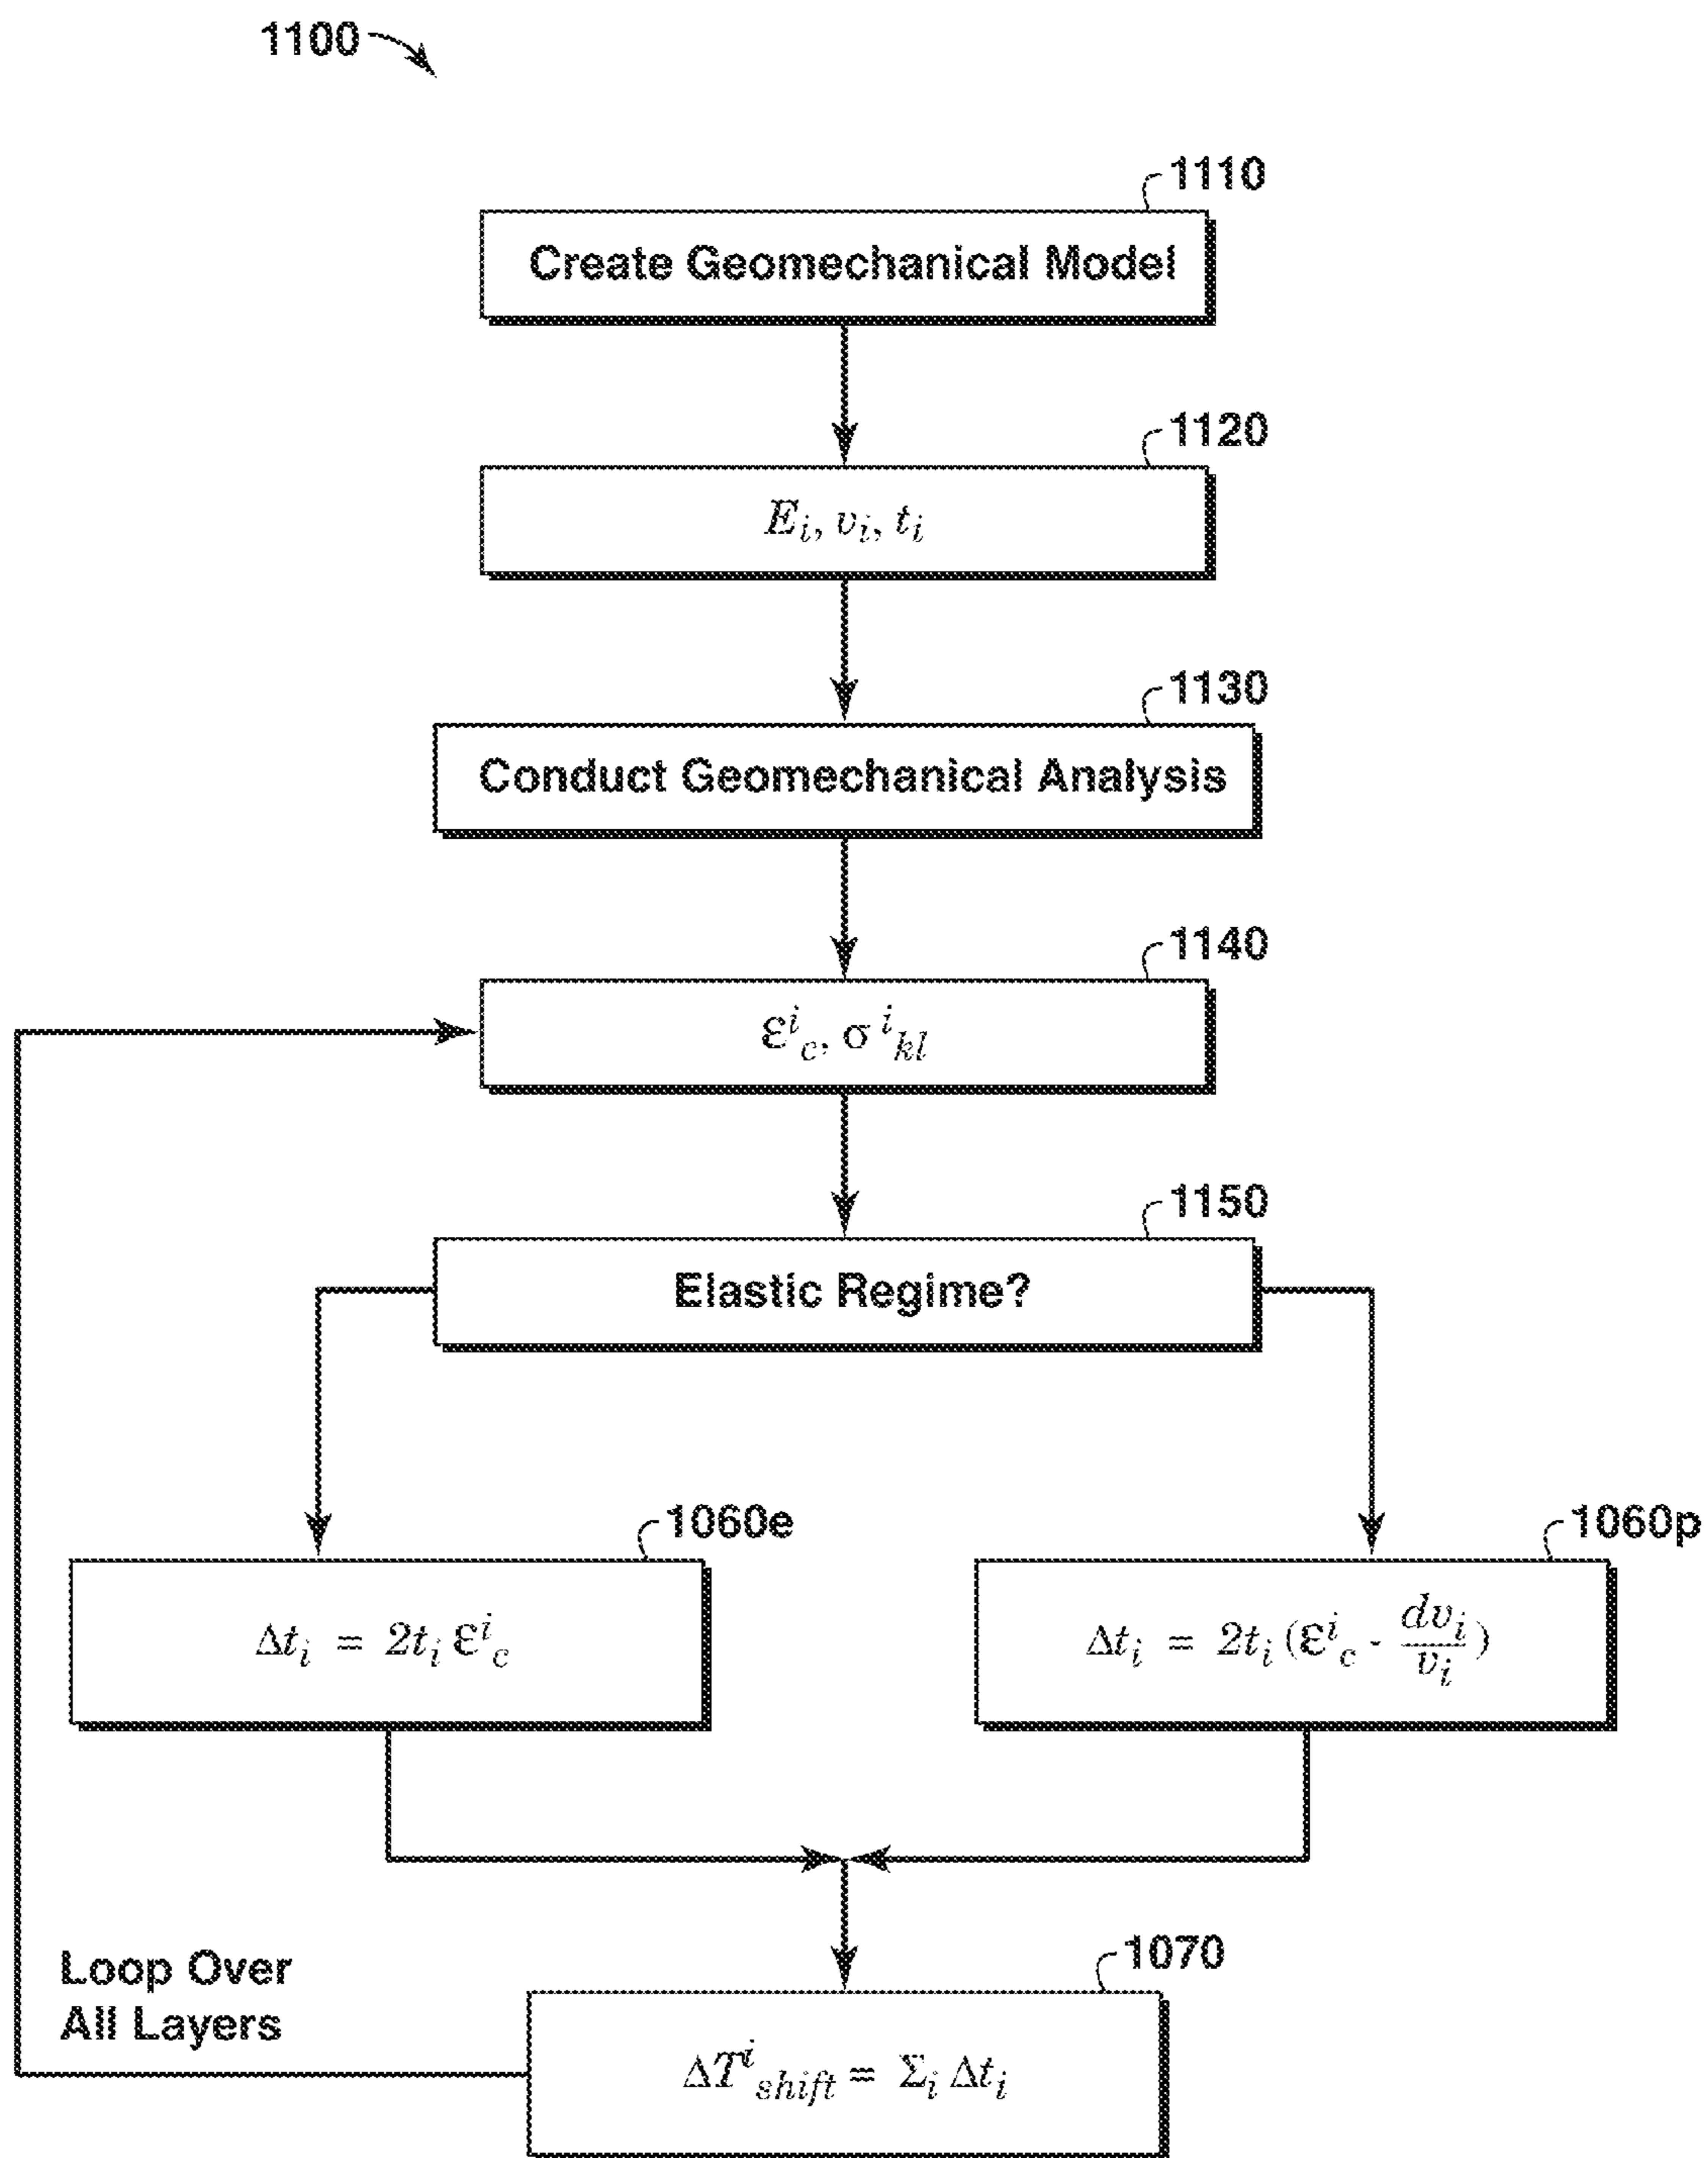 1100
1110
Create Geomechanical Model
1120
E_i, v_i, t_i
1130
Conduct Geomechanical Analysis
1140
ε^i_c, σ^i_kl
1150
Elastic Regime?
1060e
Δt_i = 2t_i ε^i_c
1060p
Δt_i = 2t_i (ε^i_c - dv_i/v_i)
Loop Over
All Layers
1070
ΔT^i_shift = Σ_i Δt_i